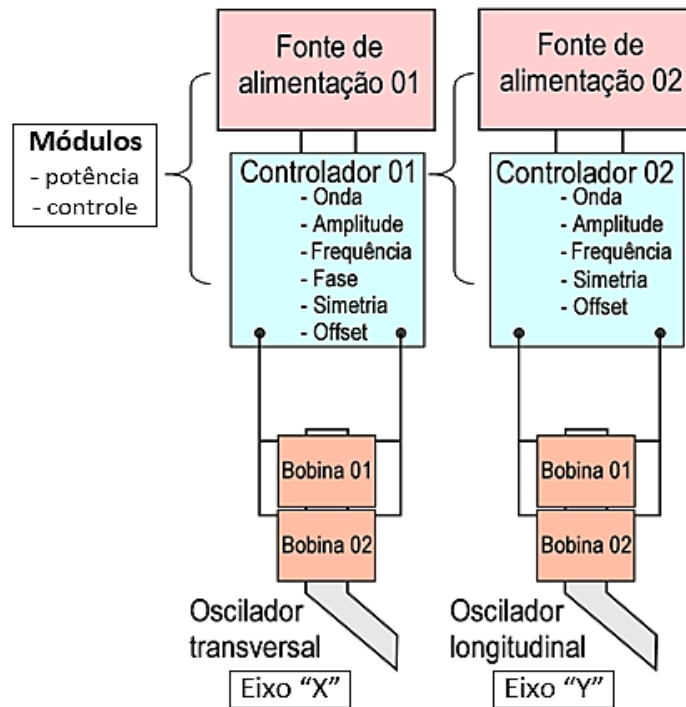 Fonte de
alimentação 01
Fonte de
alimentação 02
Módulos
- potência
- controle
Controlador 01
- Onda
- Amplitude
- Frequência
- Fase
- Simetria
- Offset
Controlador 02
- Onda
- Amplitude
- Frequência
- Simetria
- Offset
Bobina 01
Bobina 02
Bobina 01
Bobina 02
Oscilador
transversal
Eixo “X”
Oscilador
longitudinal
Eixo “Y”